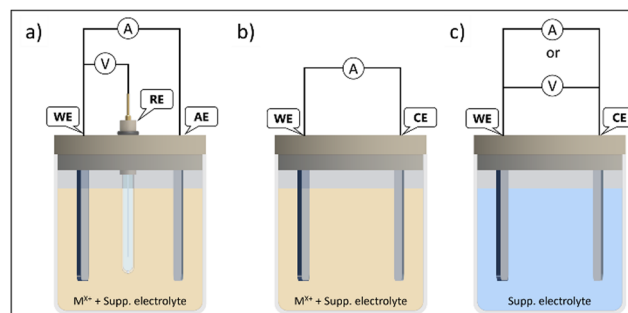 a)
A
V
RE
WE
AE
Mˣ⁺ + Supp. electrolyte
b)
A
WE
CE
Mˣ⁺ + Supp. electrolyte
c)
A
or
V
WE
CE
Supp. electrolyte